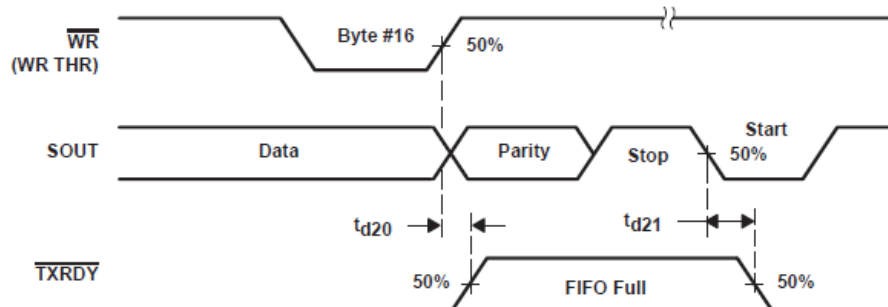 WR
Byte #16
50%
(WR THR)
Start
SOUT
Data
Parity
Stop
50%
td20
td21
TXRDY
50%
FIFO Full
50%